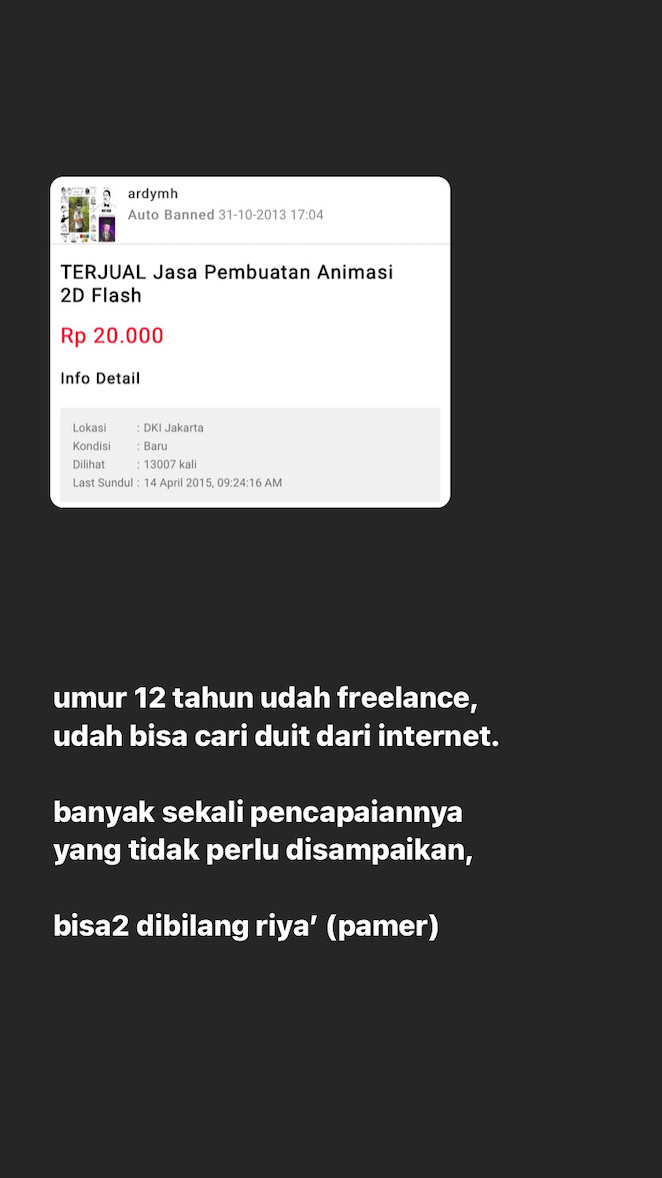 ardymh
Auto Banned 31-10-2013 17:04
TERJUAL Jasa Pembuatan Animasi
2D Flash
Rp 20.000
Info Detail
Lokasi : DKI Jakarta
Kondisi : Baru
Dilihat : 13007 kali
Last Sundul : 14 April 2015, 09:24:16 AM
umur 12 tahun udah freelance,
udah bisa cari duit dari internet.
banyak sekali pencapaiannya
yang tidak perlu disampaikan,
bisa2 dibilang riya’ (pamer)